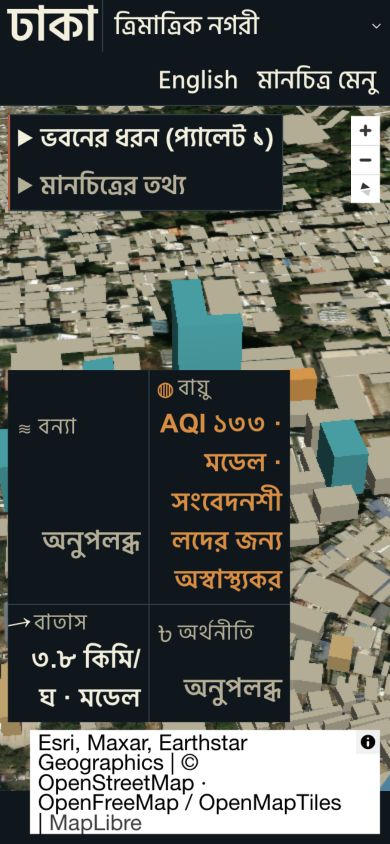 ঢাকা ত্রিমাত্রিক নগরী
English মানচিত্র মেনু
▶ ভবনের ধরন (প্যালেট ১)
▶ মানচিত্রের তথ্য
≋ বন্যা
অনুপলব্ধ
বায়ু
AQI ১৩৩ ·
মডেল ·
সংবেদনশী
লদের জন্য
অস্বাস্থ্যকর
→ বাতাস
৩.৮ কিমি/
ঘ · মডেল
৳ অর্থনীতি
অনুপলব্ধ
Esri, Maxar, Earthstar
Geographics | ©
OpenStreetMap ·
OpenFreeMap / OpenMapTiles
| MapLibre